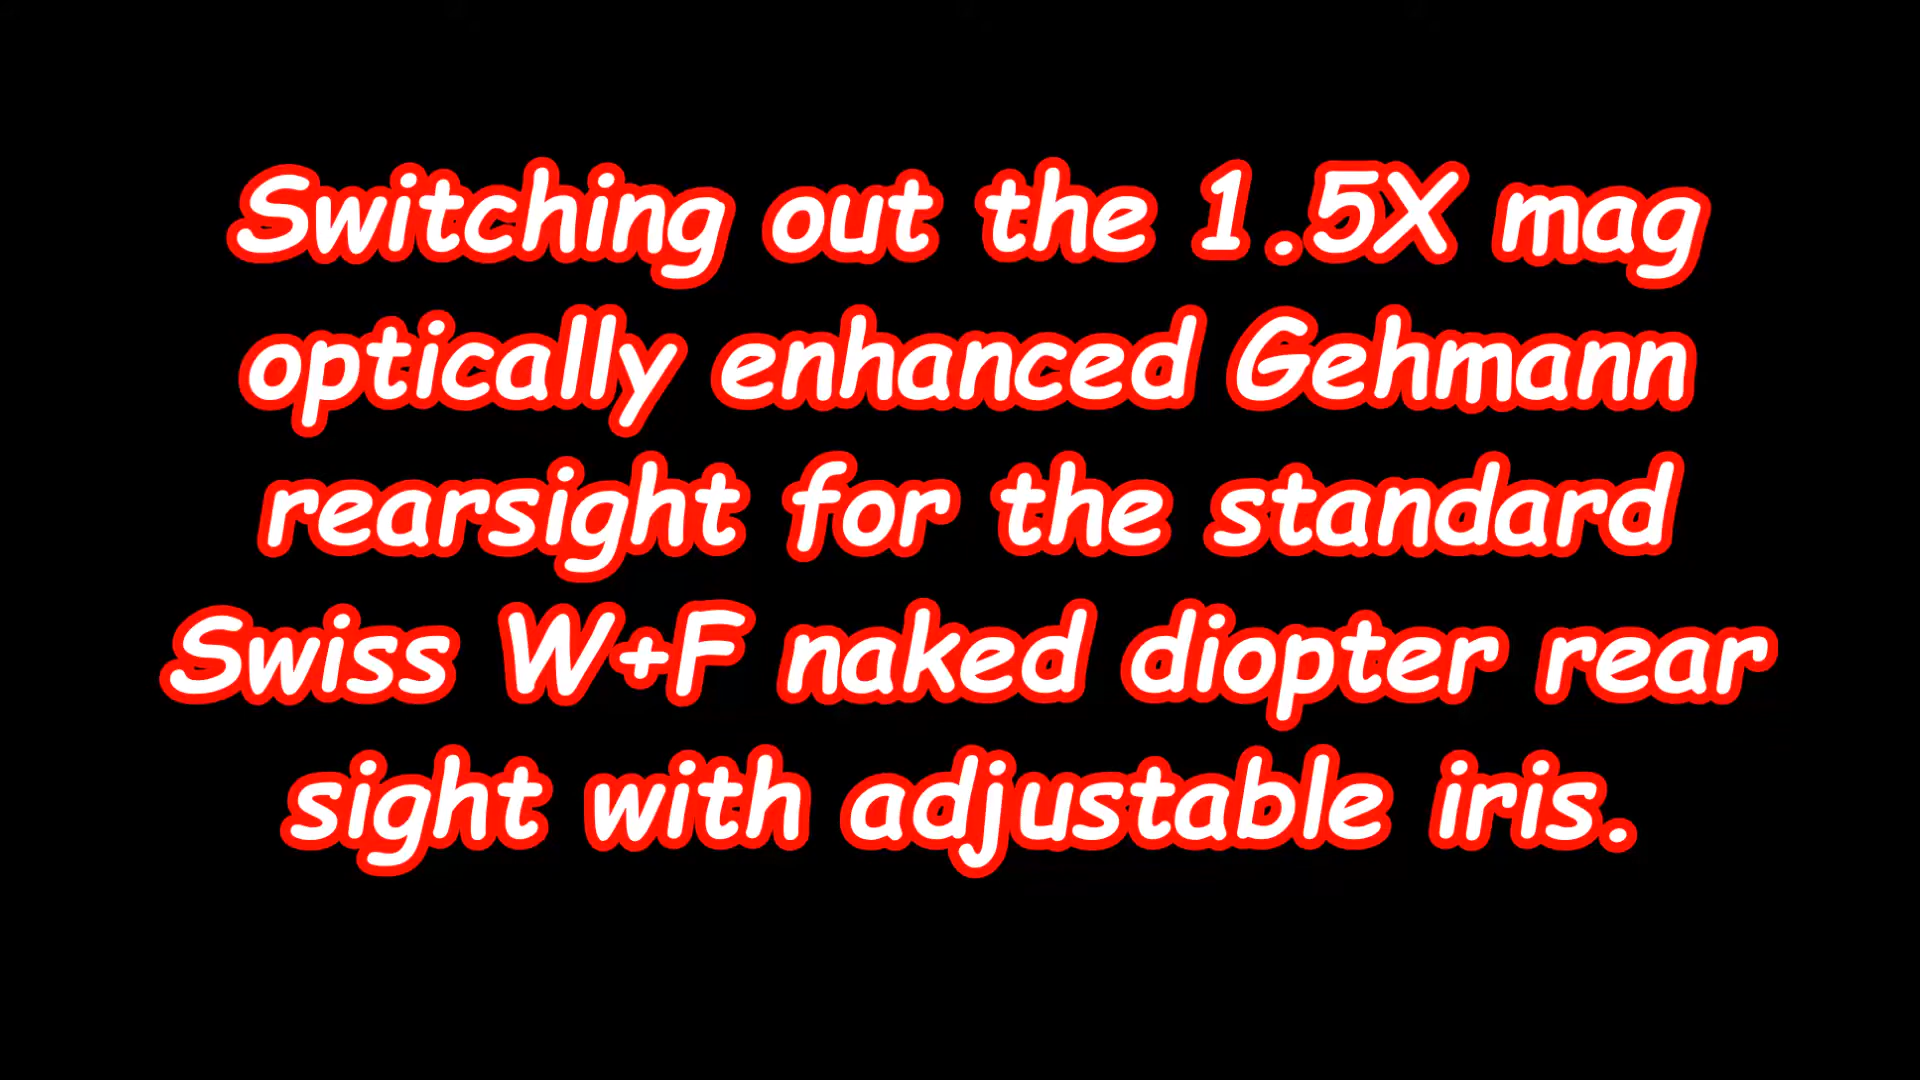 Switching out the 1.5X mag
optically enhanced Gehmann
rearsight for the standard
Swiss W+F naked diopter rear
sight with adjustable iris.